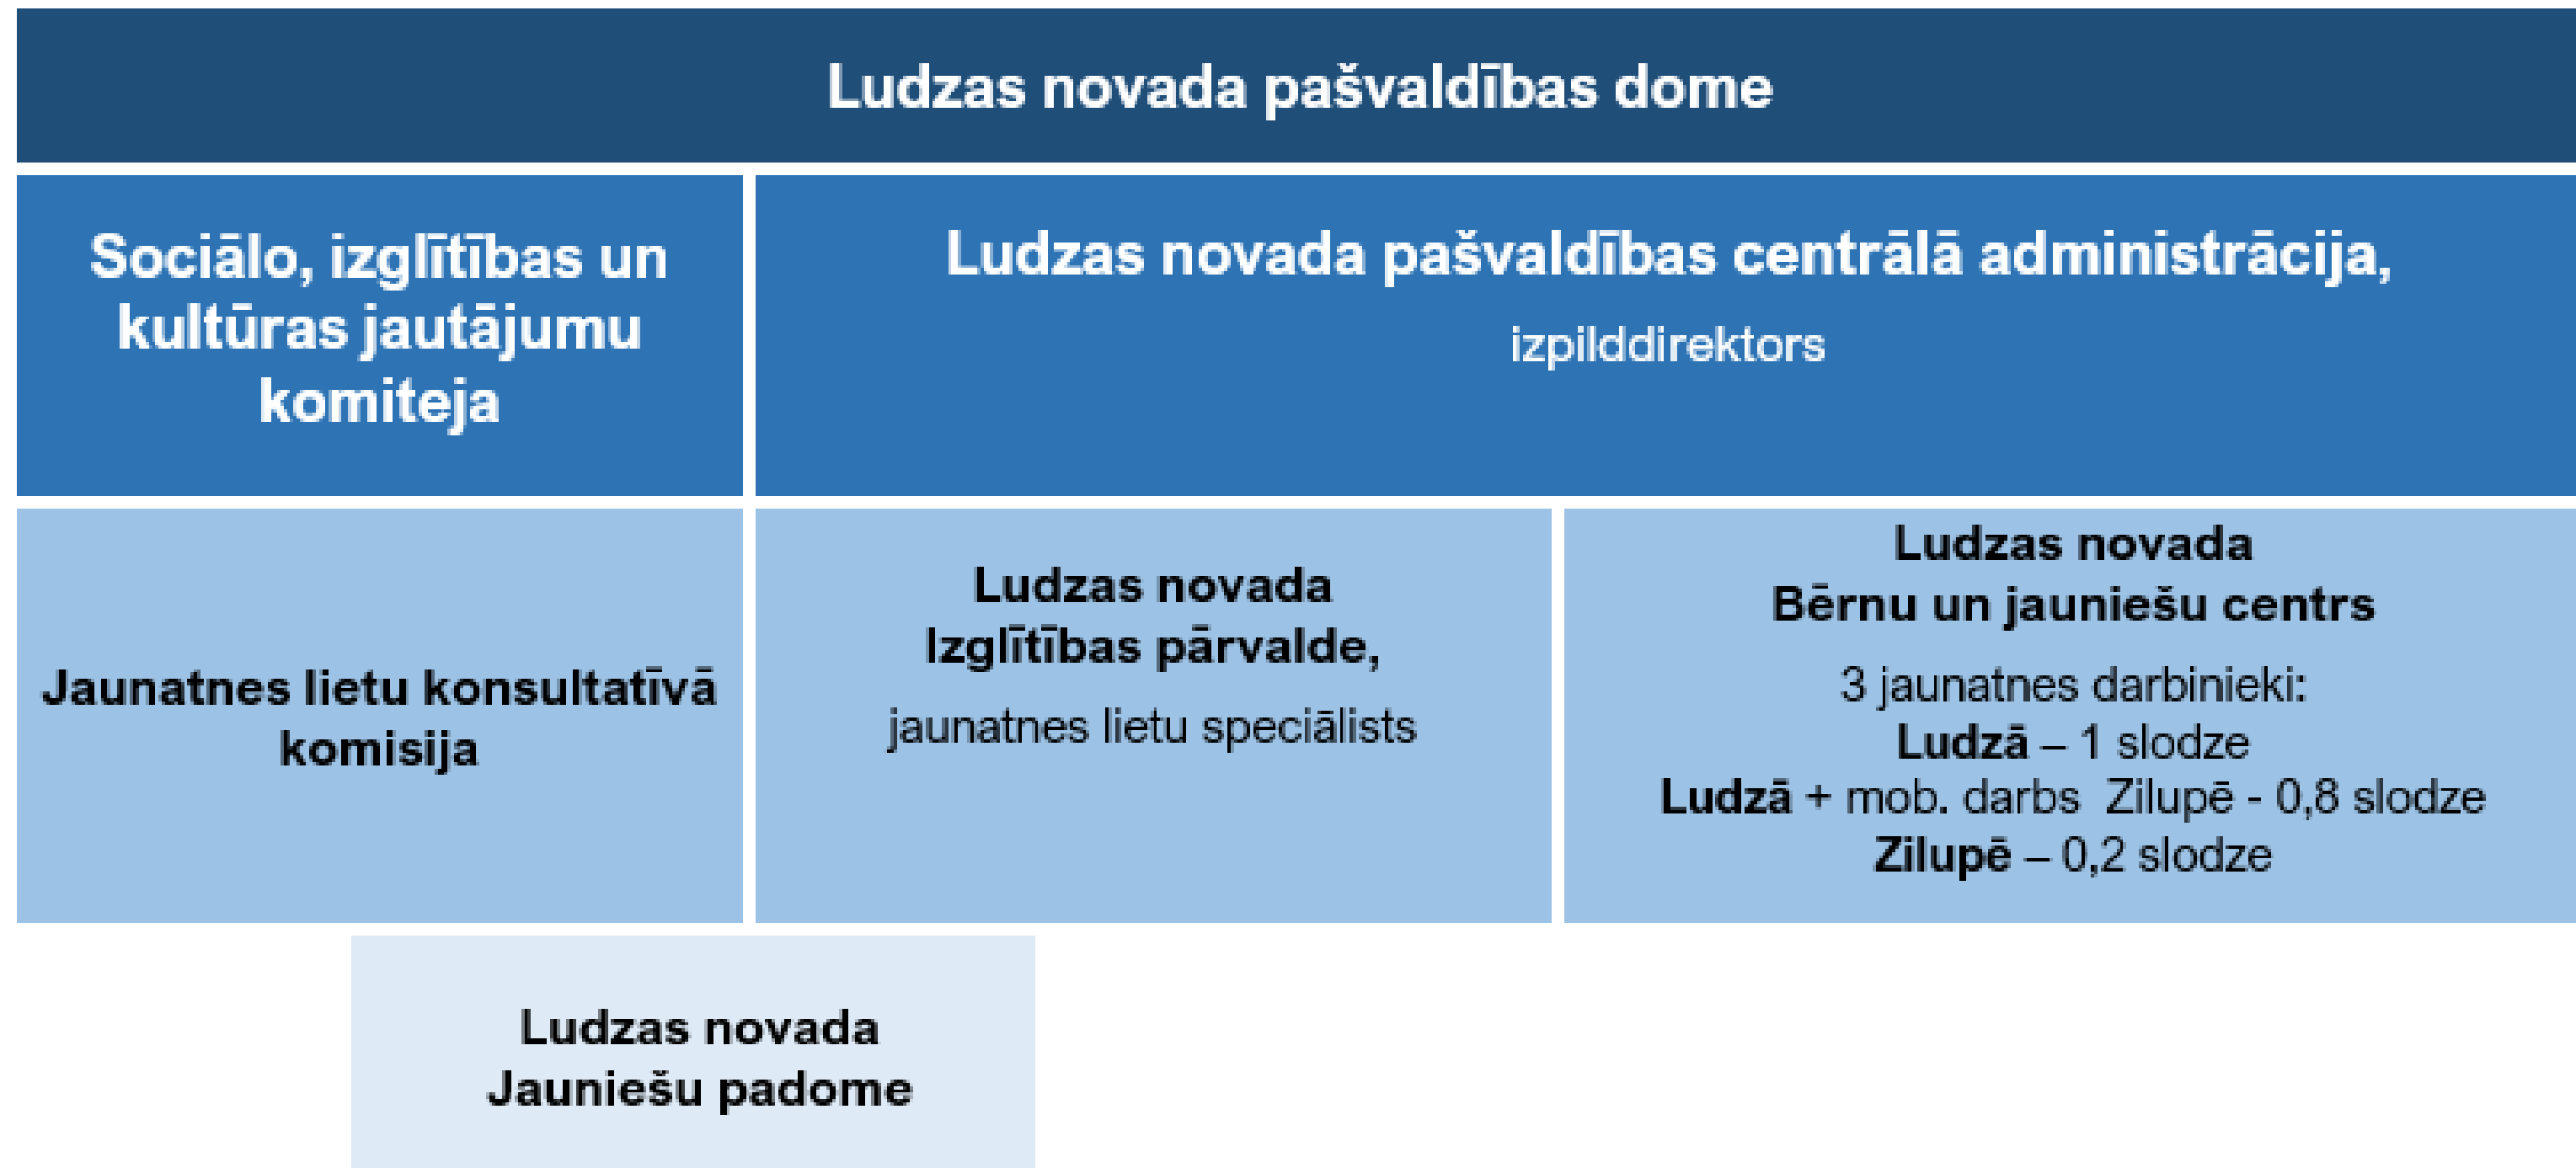 Ludzas novada pašvaldības dome
Sociālo, izglītības un
kultūras jautājumu
komiteja
Ludzas novada pašvaldības centrālā administrācija,
izpilddirektors
Jaunatnes lietu konsultatīvā
komisija
Ludzas novada
Izglītības pārvalde,
jaunatnes lietu speciālists
Ludzas novada
Bērnu un jauniešu centrs
3 jaunatnes darbinieki:
Ludzā – 1 slodze
Ludzā + mob. darbs  Zilupē - 0,8 slodze
Zilupē – 0,2 slodze
Ludzas novada
Jauniešu padome